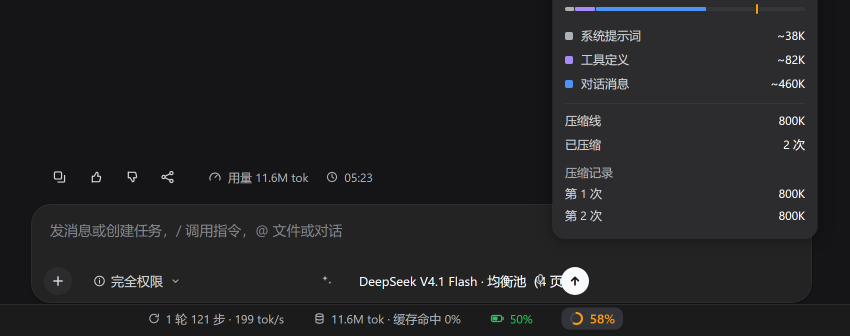 系统提示词 ~38K
工具定义 ~82K
对话消息 ~460K
压缩线 800K
已压缩 2 次
压缩记录
第 1 次 800K
第 2 次 800K
用量 11.6M tok 05:23
发消息或创建任务，/ 调用指令，@ 文件或对话
完全权限 DeepSeek V4.1 Flash · 均衡池（4 页
1 轮 121 步 · 199 tok/s 11.6M tok · 缓存命中 0% 50% 58%